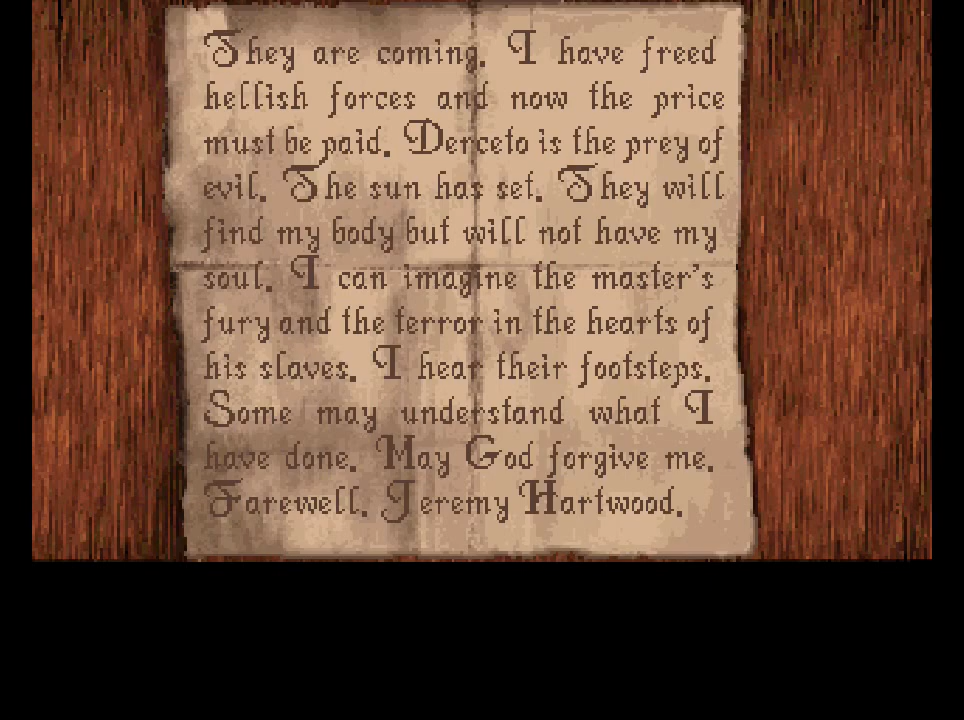 They are coming. I have freed
hellish forces and now the price
must be paid. Derceto is the prey of
evil. The sun has set. They will
find my body but will not have my
soul. I can imagine the master's
fury and the terror in the hearts of
his slaves. I hear their footsteps.
Some may understand what I
have done. May God forgive me.
Farewell. Jeremy Hartwood.